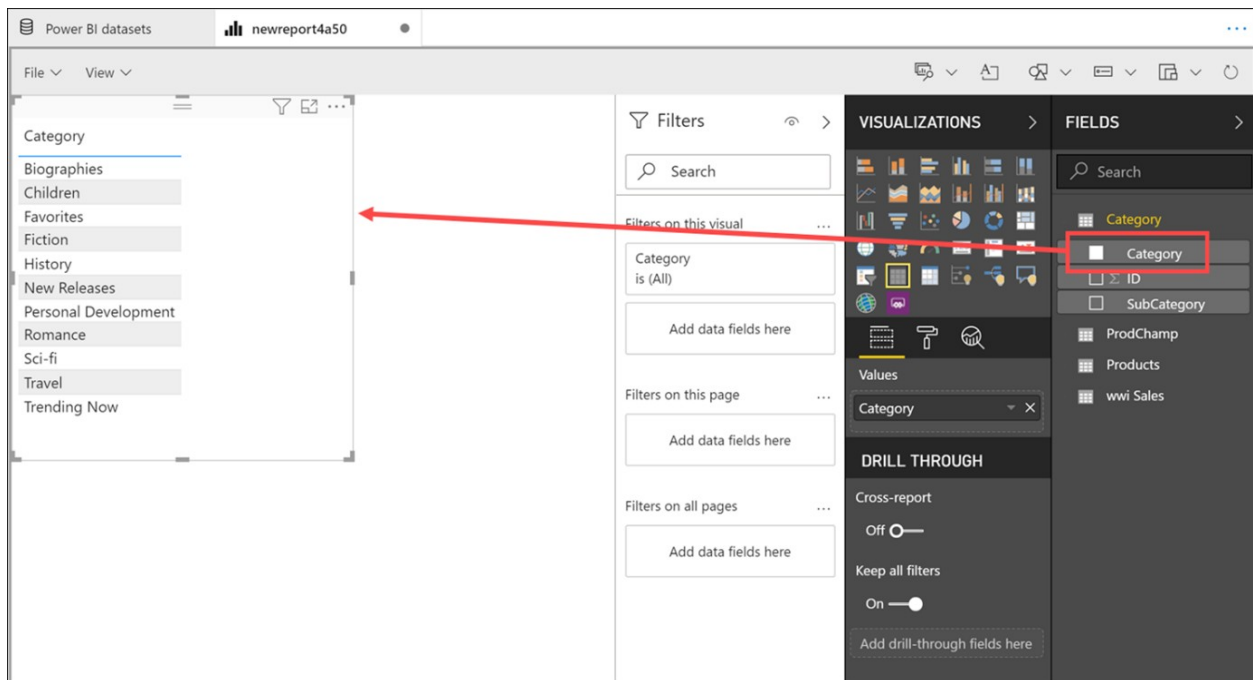 Power BI datasets
newreport4a50
File
View
Category
Biographies
Children
Favorites
Fiction
History
New Releases
Personal Development
Romance
Sci-fi
Travel
Trending Now
Filters
Search
Filters on this visual
Category
is (All)
Add data fields here
Filters on this page
Add data fields here
Filters on all pages
Add data fields here
VISUALIZATIONS
Values
Category
DRILL THROUGH
Cross-report
Off
Keep all filters
On
Add drill-through fields here
FIELDS
Search
Category
Category
Σ ID
SubCategory
ProdChamp
Products
wwi Sales